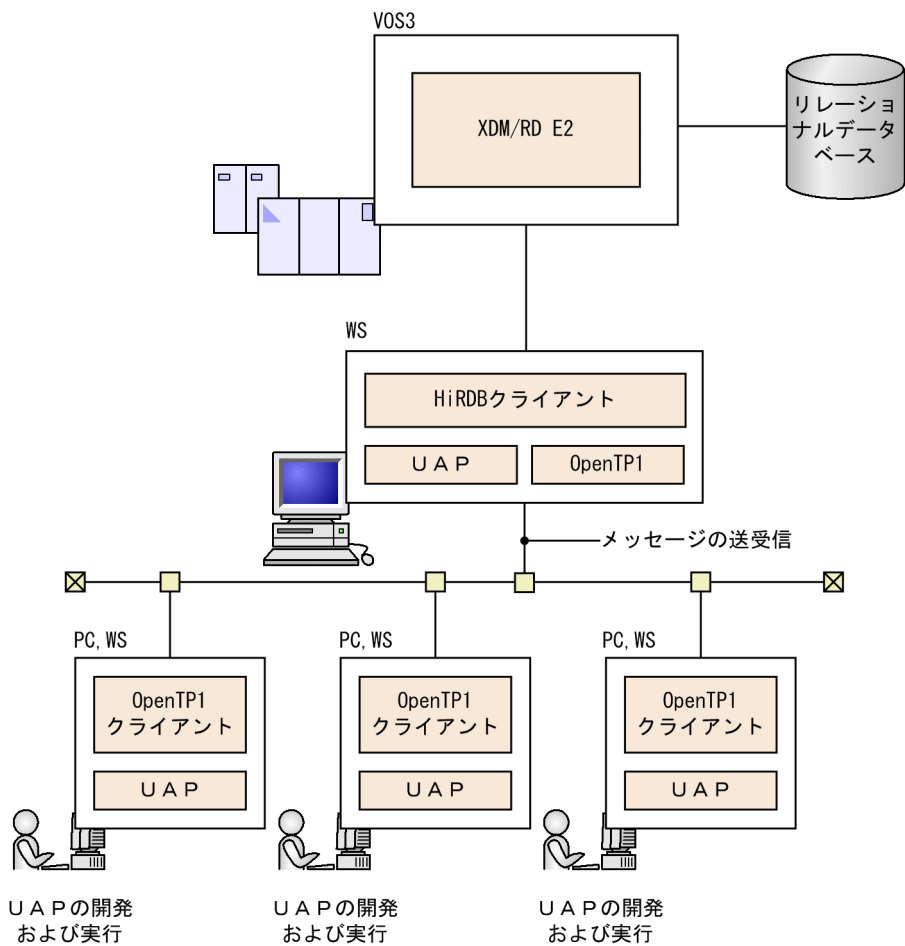 VOS3
XDM/RD E2
リレーショ
ナルデータ
ベース
WS
HiRDBクライアント
ＵＡＰ
OpenTP1
メッセージの送受信
PC,WS
PC,WS
PC,WS
OpenTP1
クライアント
OpenTP1
クライアント
OpenTP1
クライアント
ＵＡＰ
ＵＡＰ
ＵＡＰ
ＵＡＰの開発
および実行
ＵＡＰの開発
および実行
ＵＡＰの開発
および実行